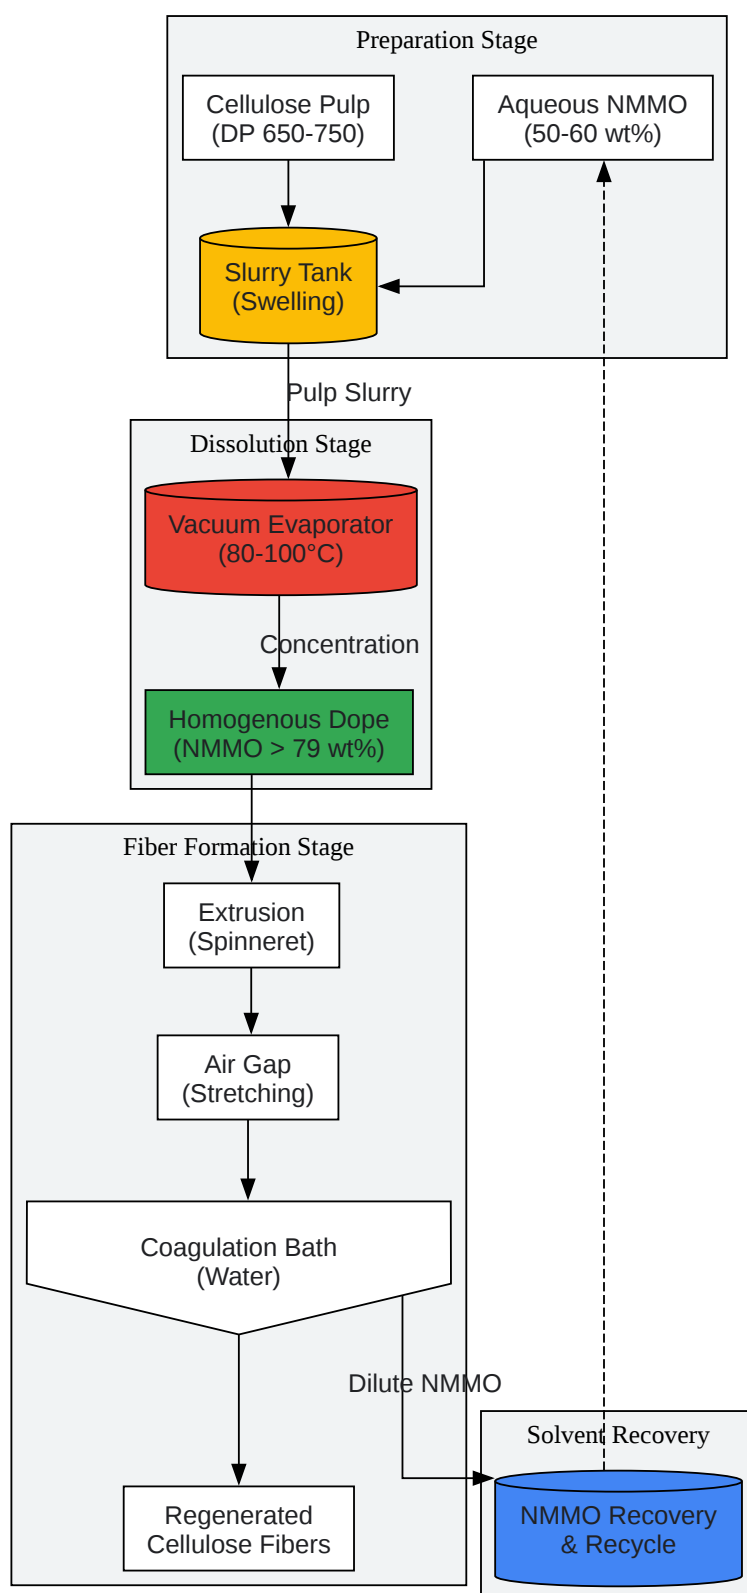 Preparation Stage
Cellulose Pulp
(DP 650-750)
Aqueous NMMO
(50-60 wt%)
Slurry Tank
(Swelling)
Pulp Slurry
Dissolution Stage
Vacuum Evaporator
(80-100°C)
Concentration
Homogenous Dope
(NMMO > 79 wt%)
Fiber Formation Stage
Extrusion
(Spinneret)
Air Gap
(Stretching)
Coagulation Bath
(Water)
Dilute NMMO
Solvent Recovery
NMMO Recovery
& Recycle
Regenerated
Cellulose Fibers